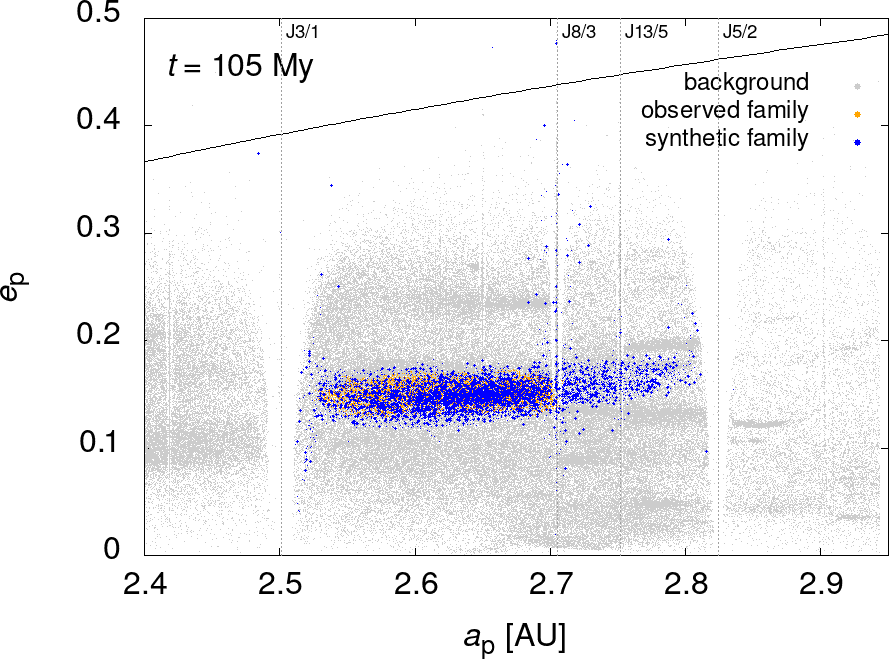 0.5
0.4
0.3
0.2
0.1
0
e_p
J3/1
J8/3
J13/5
J5/2
t = 105 My
background
observed family
synthetic family
2.4 2.5 2.6 2.7 2.8 2.9
a_p [AU]